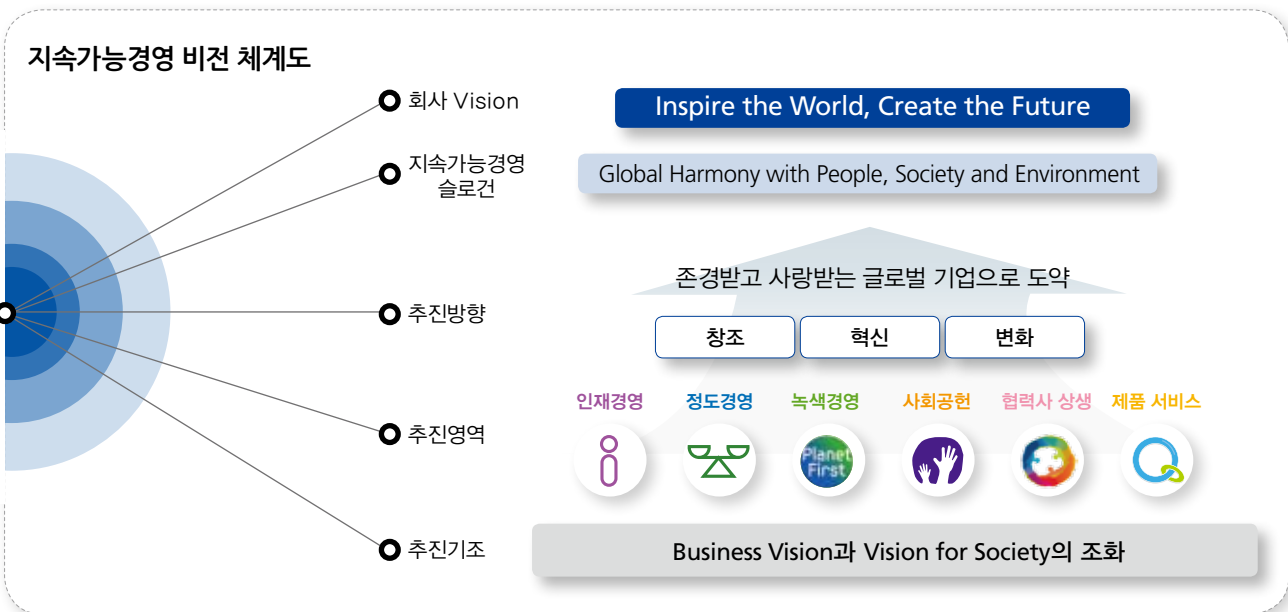 지속가능경영 비전 체계도
회사 Vision
Inspire the World, Create the Future
지속가능경영
슬로건
Global Harmony with People, Society and Environment
추진방향
존경받고 사랑받는 글로벌 기업으로 도약
창조 혁신 변화
추진영역
인재경영 정도경영 녹색경영 사회공헌 협력사 상생 제품 서비스
Planet
First
추진기조
Business Vision과 Vision for Society의 조화